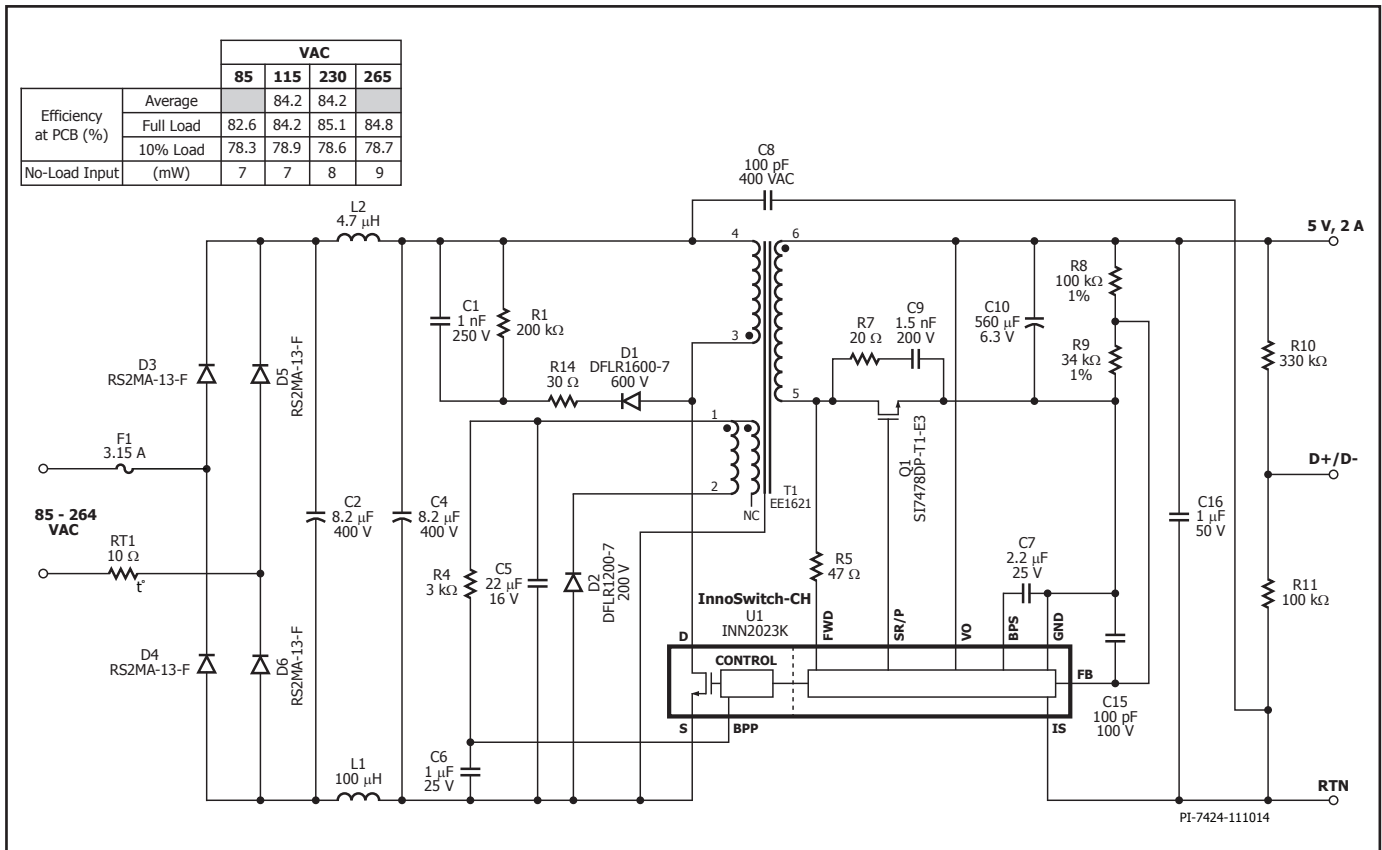 VAC
85 115 230 265
Efficiency at PCB (%)
Average 84.2 84.2
Full Load 82.6 84.2 85.1 84.8
10% Load 78.3 78.9 78.6 78.7
No-Load Input (mW) 7 7 8 9
C8
100 pF
400 VAC
L2
4.7 μH
4
6
5 V, 2 A
C1
1 nF
250 V
R1
200 kΩ
R14
30 Ω
D1
DFLR1600-7
600 V
3
R7
20 Ω
C9
1.5 nF
200 V
C10
560 μF
6.3 V
R8
100 kΩ
1%
R9
34 kΩ
1%
R10
330 kΩ
D3
RS2MA-13-F
D5
RS2MA-13-F
5
1
2
NC
T1
EE1621
Q1
SI7478DP-T1-E3
D+/D-
F1
3.15 A
85 - 264
VAC
RT1
10 Ω
t°
C2
8.2 μF
400 V
C4
8.2 μF
400 V
R4
3 kΩ
C5
22 μF
16 V
D2
DFLR1200-7
200 V
R5
47 Ω
C7
2.2 μF
25 V
C16
1 μF
50 V
R11
100 kΩ
InnoSwitch-CH
U1
INN2023K
D4
RS2MA-13-F
D6
RS2MA-13-F
D
CONTROL
FWD
SR/P
VO
BPS
GND
FB
S
BPP
IS
C15
100 pF
100 V
C6
1 μF
25 V
L1
100 μH
RTN
PI-7424-111014